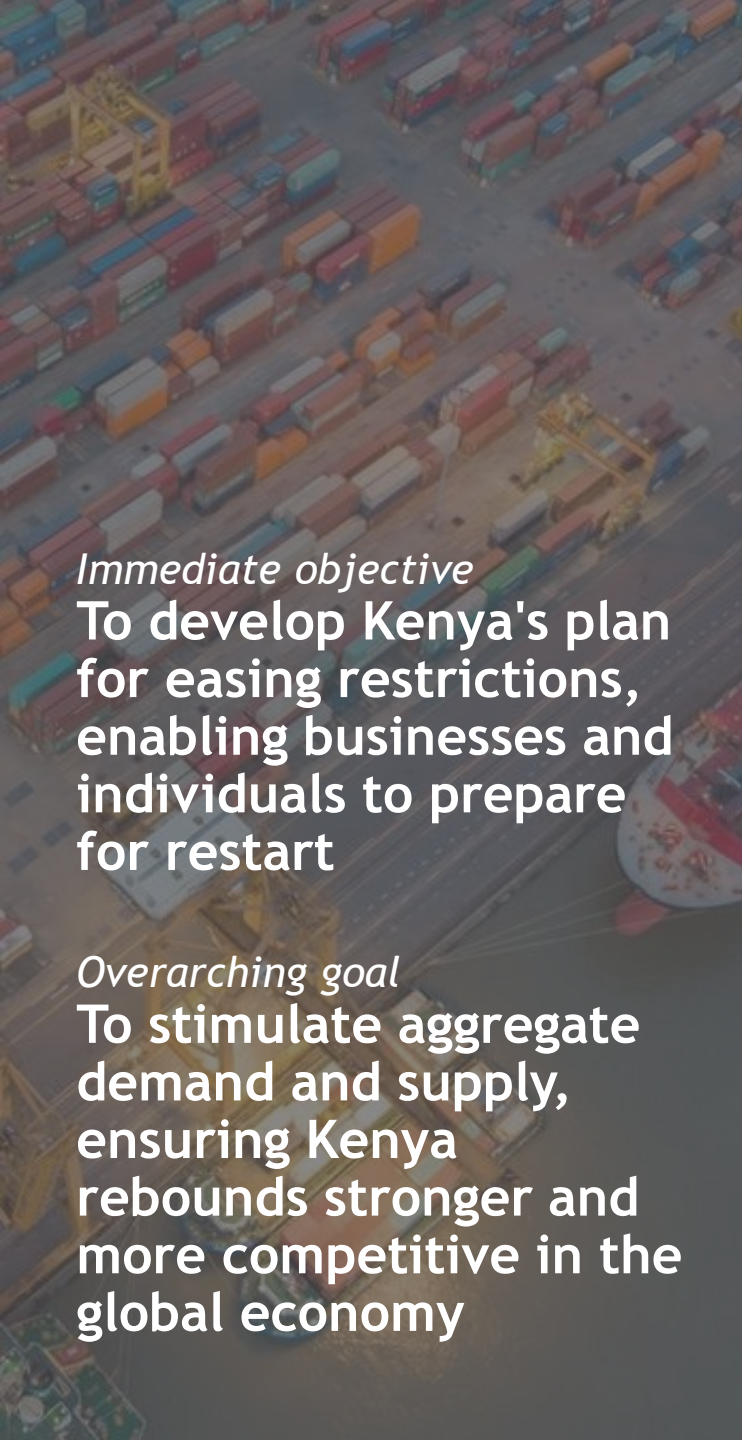 Immediate objective
To develop Kenya's plan
for easing restrictions,
enabling businesses and
individuals to prepare
for restart
Overarching goal
To stimulate aggregate
demand and supply,
ensuring Kenya
rebounds stronger and
more competitive in the
global economy